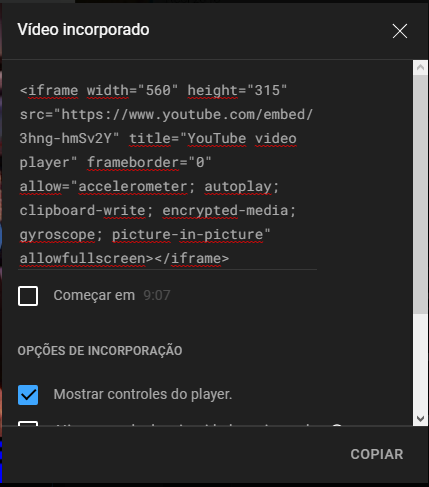 Vídeo incorporado
<iframe width="560" height="315"
src="https://www.youtube.com/embed/
3hng-hmSv2Y" title="YouTube video
player" frameborder="0"
allow="accelerometer; autoplay;
clipboard-write; encrypted-media;
gyroscope; picture-in-picture"
allowfullscreen></iframe>
Começar em 9:07
OPÇÕES DE INCORPORAÇÃO
Mostrar controles do player.
COPIAR